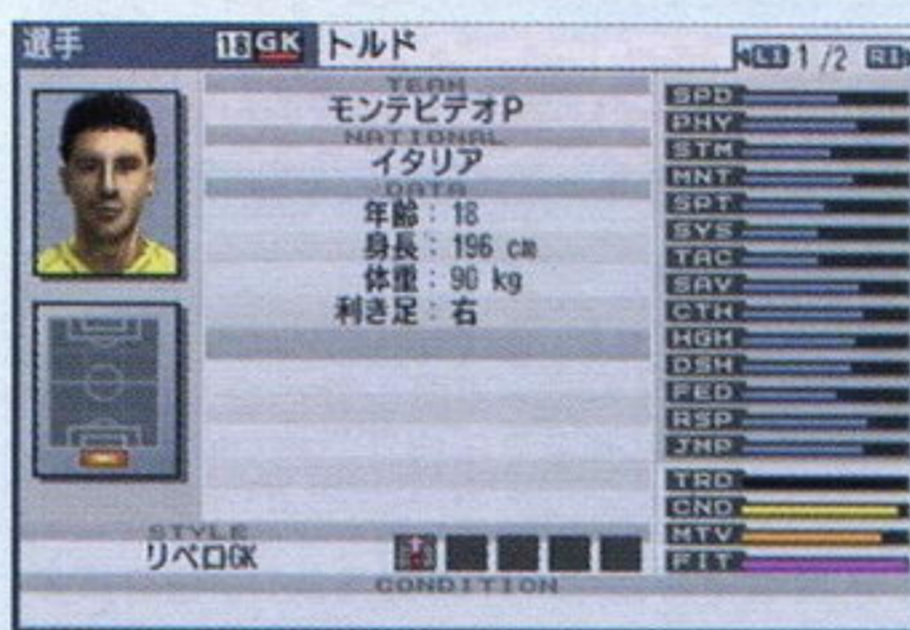 選手 18 GK トルド L1 1/2 R1
TEAM
モンテビデオP
NATIONAL
イタリア
DATA
年齢：18
身長：196 cm
体重：90 kg
利き足：右
STYLE
リベロGK
CONDITION
SPD
PHY
STM
MNT
SPT
SYS
TAC
SAV
CTH
HGH
DSH
FED
RSP
JMP
TRD
CND
MTV
FIT